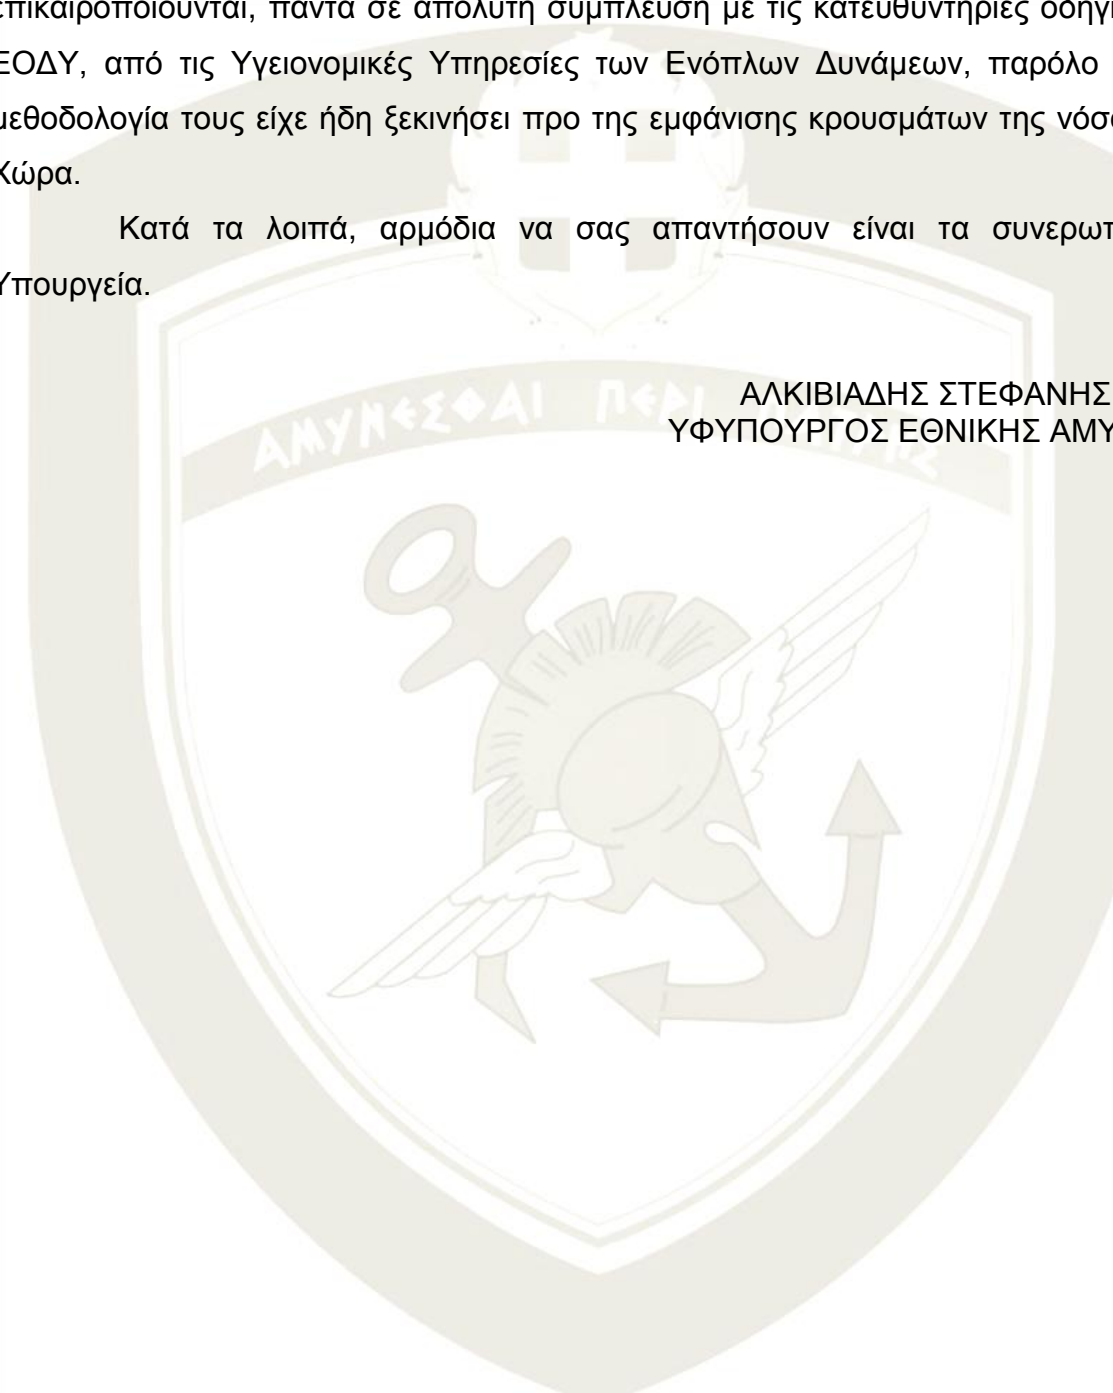 επικαιροποιούνται, πάντα σε απόλυτη σύμπλευση με τις κατευθυντήριες οδηγί
ΕΟΔΥ, από τις Υγειονομικές Υπηρεσίες των Ενόπλων Δυνάμεων, παρόλο
μεθοδολογία τους είχε ήδη ξεκινήσει προ της εμφάνισης κρουσμάτων της νόσο
Χώρα.
Κατά τα λοιπά, αρμόδια να σας απαντήσουν είναι τα συνερωτ
Υπουργεία.
ΑΛΚΙΒΙΑΔΗΣ ΣΤΕΦΑΝΗΣ
ΥΦΥΠΟΥΡΓΟΣ ΕΘΝΙΚΗΣ ΑΜΥ
ΑΜΥΝΕΣΘΑΙ ΠΕΡΙ